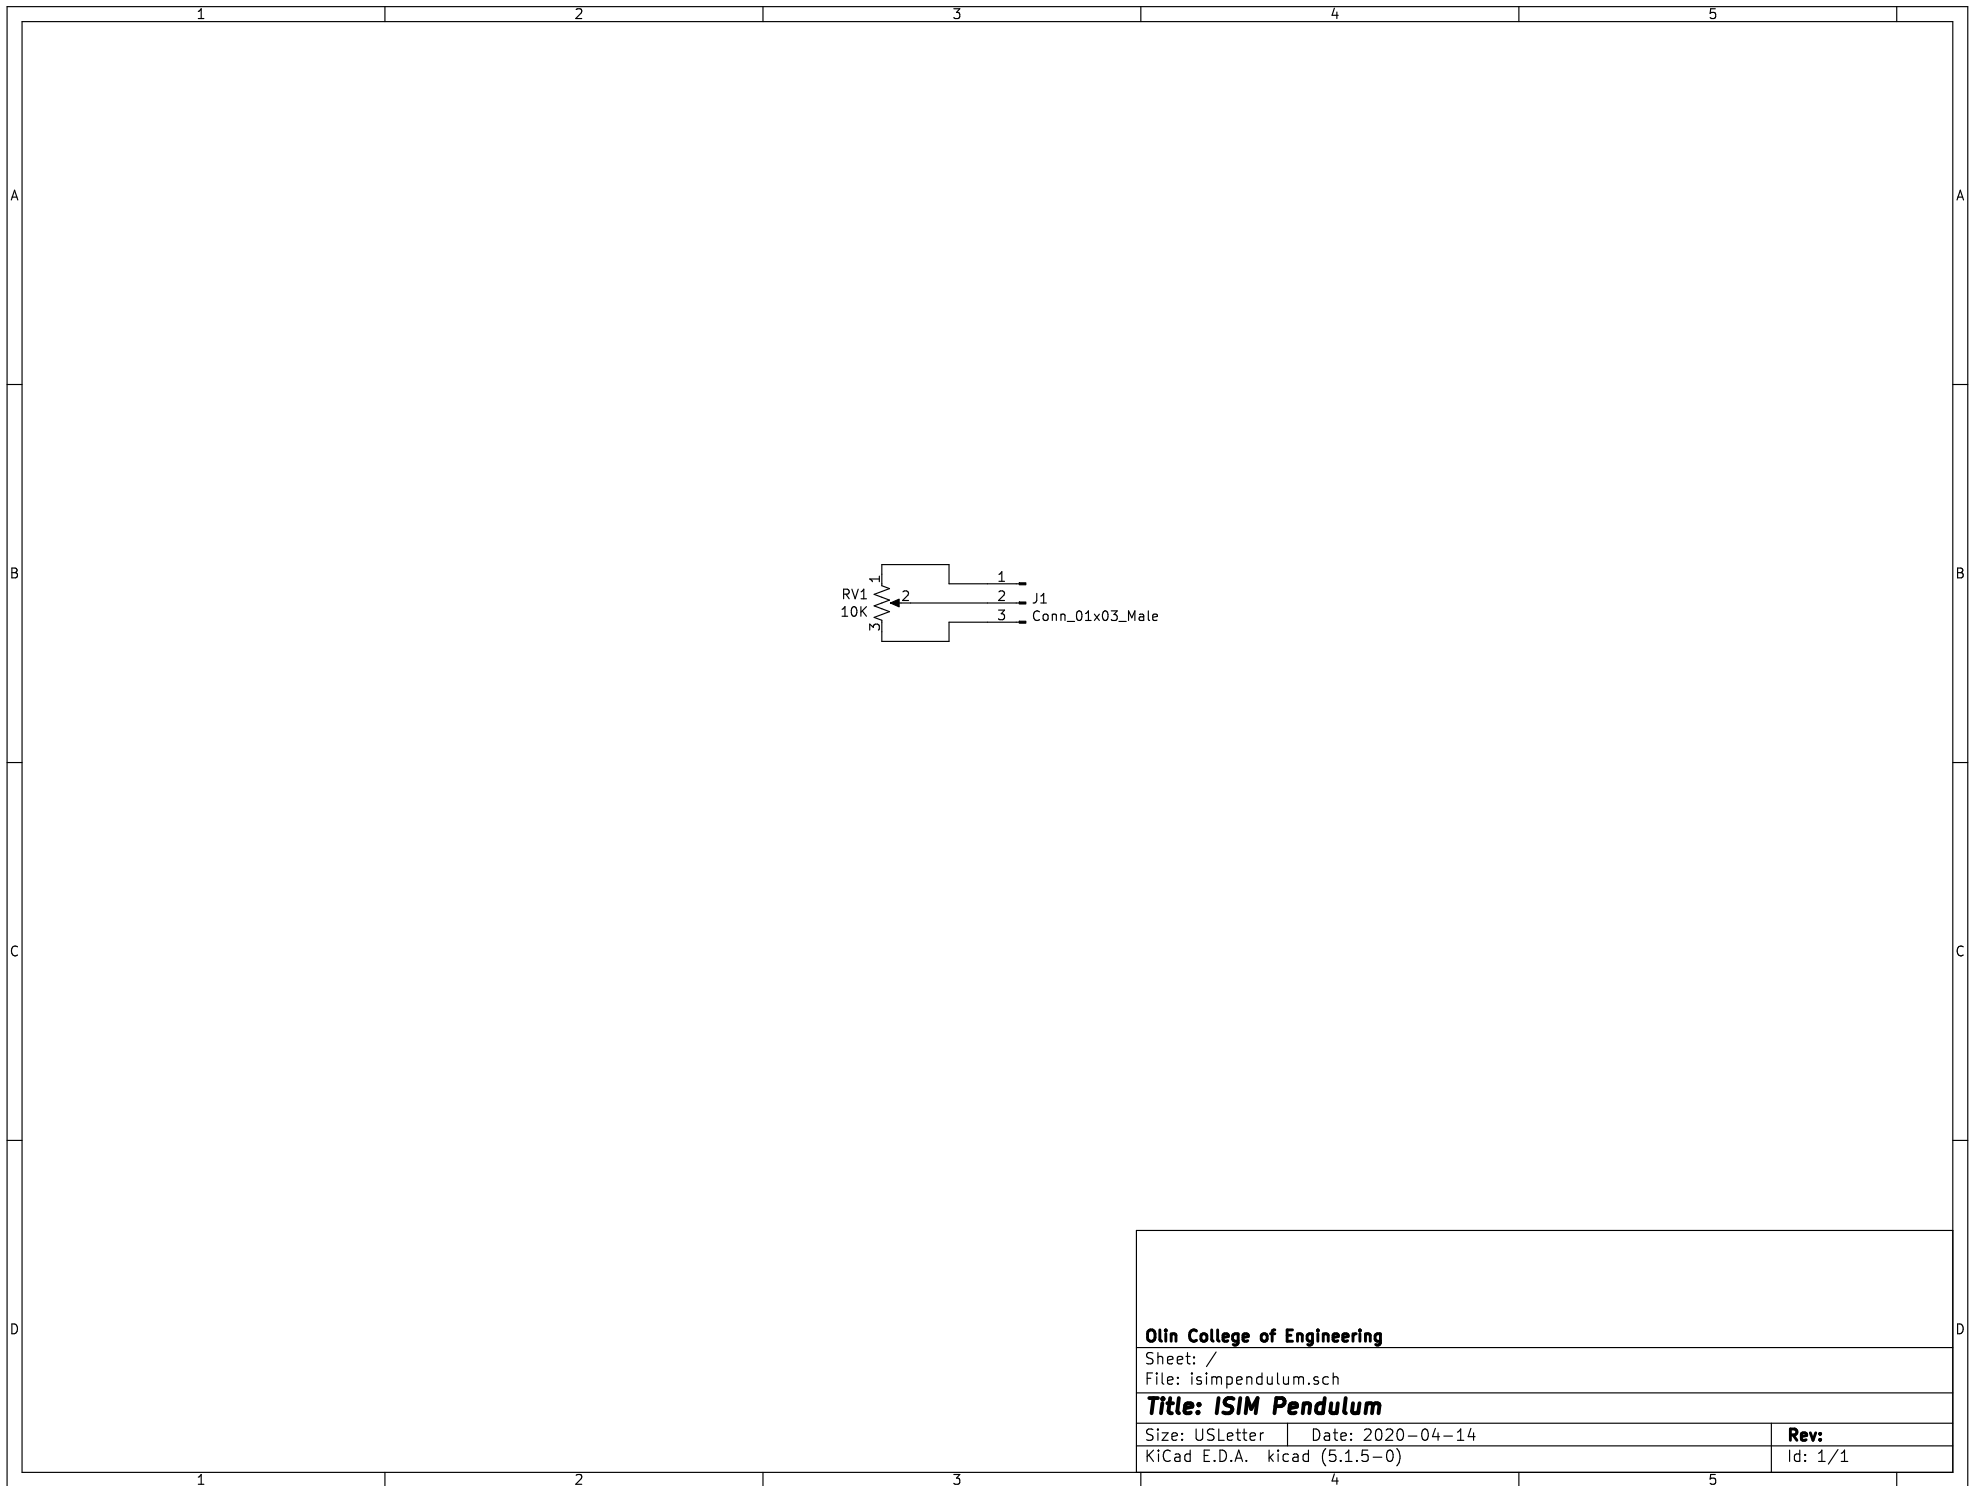 1 2 3 4 5
A A
B B
1
1
RV1 2 2 J1
10K 3 Conn_01x03_Male
3
C C
D D
Olin College of Engineering
Sheet: /
File: isimpendulum.sch
Title: ISIM Pendulum
Size: USLetter Date: 2020-04-14 Rev:
KiCad E.D.A. kicad (5.1.5-0) Id: 1/1
1 2 3 4 5